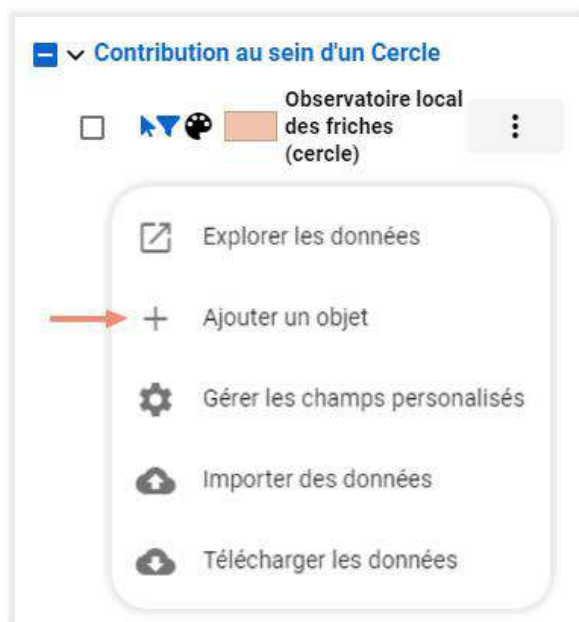 Contribution au sein d'un Cercle
Observatoire local
des friches
(cercle)
Explorer les données
Ajouter un objet
Gérer les champs personalisés
Importer des données
Télécharger les données